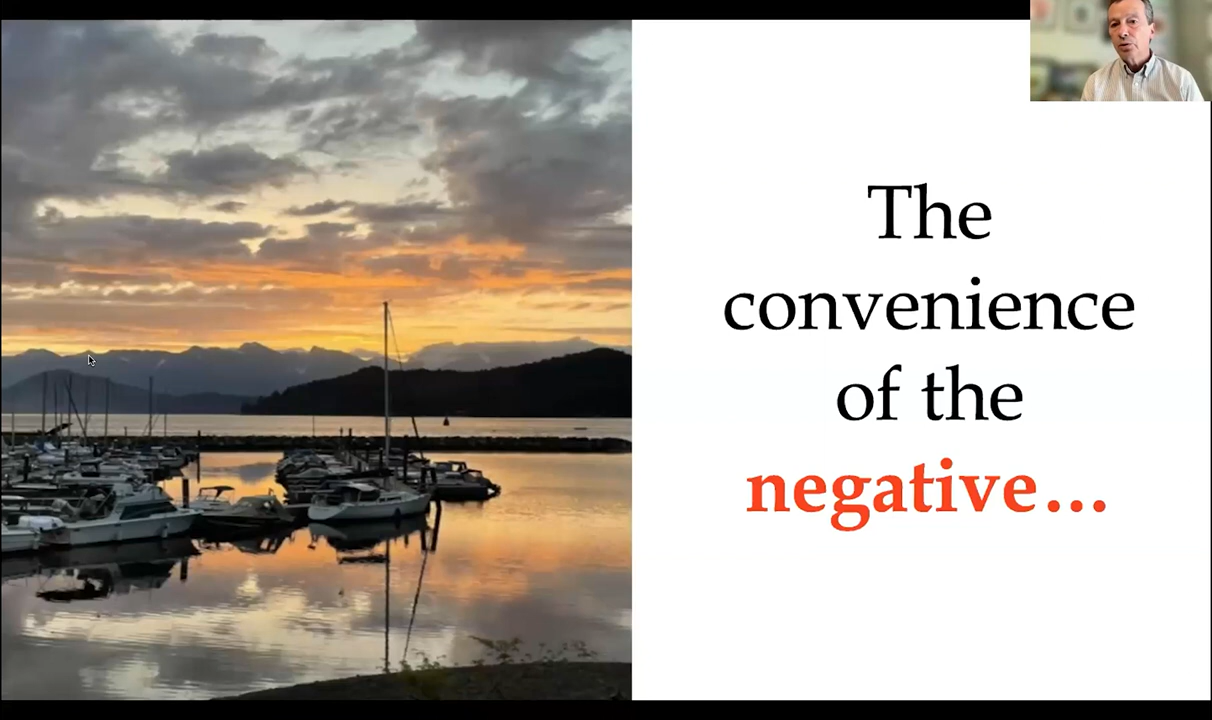 The
convenience
of the
negative…